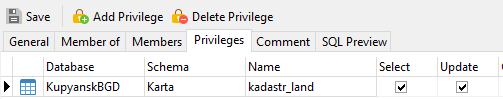 Save Add Privilege Delete Privilege
General Member of Members Privileges Comment SQL Preview
Database Schema Name Select Update
KupyanskBGD Karta kadastr_land